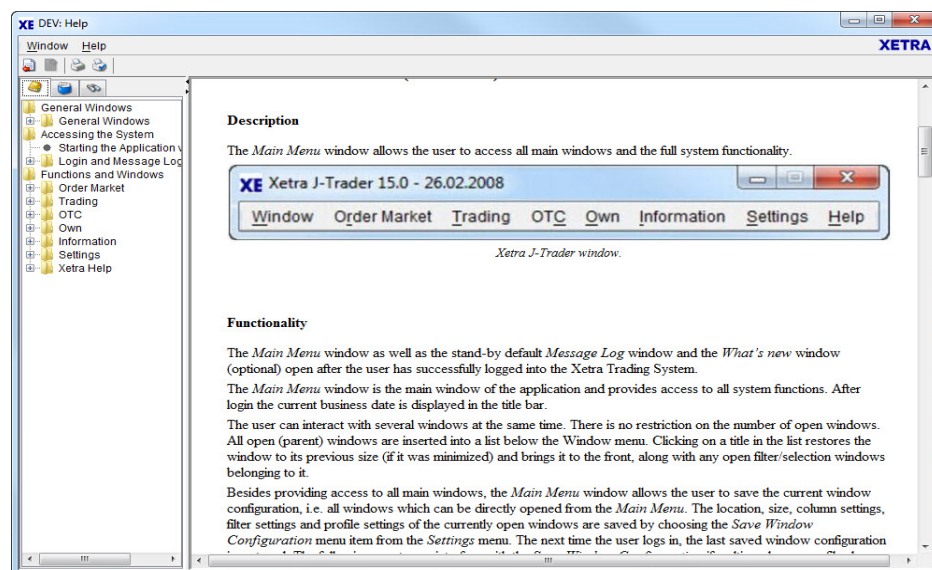 XE DEV: Help
Window Help
XETRA
General Windows
General Windows
Accessing the System
Starting the Application
Login and Message Log
Functions and Windows
Order Market
Trading
OTC
Own
Information
Settings
Xetra Help
Description
The Main Menu window allows the user to access all main windows and the full system functionality.
XE Xetra J-Trader 15.0 - 26.02.2008
Window Order Market Trading OTC Own Information Settings Help
Xetra J-Trader window.
Functionality
The Main Menu window as well as the stand-by default Message Log window and the What's new window
(optional) open after the user has successfully logged into the Xetra Trading System.
The Main Menu window is the main window of the application and provides access to all system functions. After
login the current business date is displayed in the title bar.
The user can interact with several windows at the same time. There is no restriction on the number of open windows.
All open (parent) windows are inserted into a list below the Window menu. Clicking on a title in the list restores the
window to its previous size (if it was minimized) and brings it to the front, along with any open filter/selection windows
belonging to it.
Besides providing access to all main windows, the Main Menu window allows the user to save the current window
configuration, i.e. all windows which can be directly opened from the Main Menu. The location, size, column settings,
filter settings and profile settings of the currently open windows are saved by choosing the Save Window
Configuration menu item from the Settings menu. The next time the user logs in, the last saved window configuration